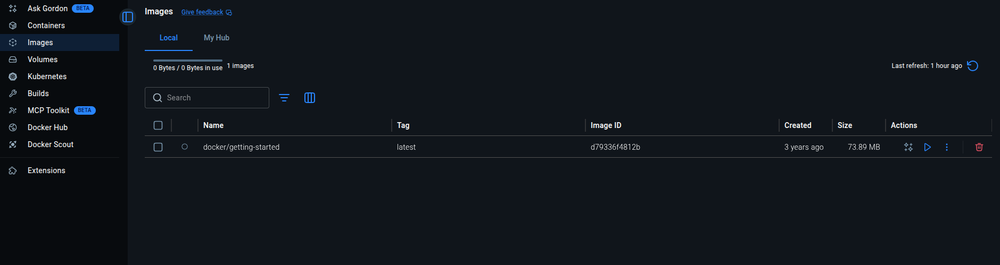 Ask Gordon BETA
Containers
Images
Volumes
Kubernetes
Builds
MCP Toolkit BETA
Docker Hub
Docker Scout
Extensions
Images Give feedback
Local My Hub
0 Bytes / 0 Bytes in use 1 images
Last refresh: 1 hour ago
Search
Name Tag Image ID Created Size Actions
docker/getting-started latest d79336f4812b 3 years ago 73.89 MB